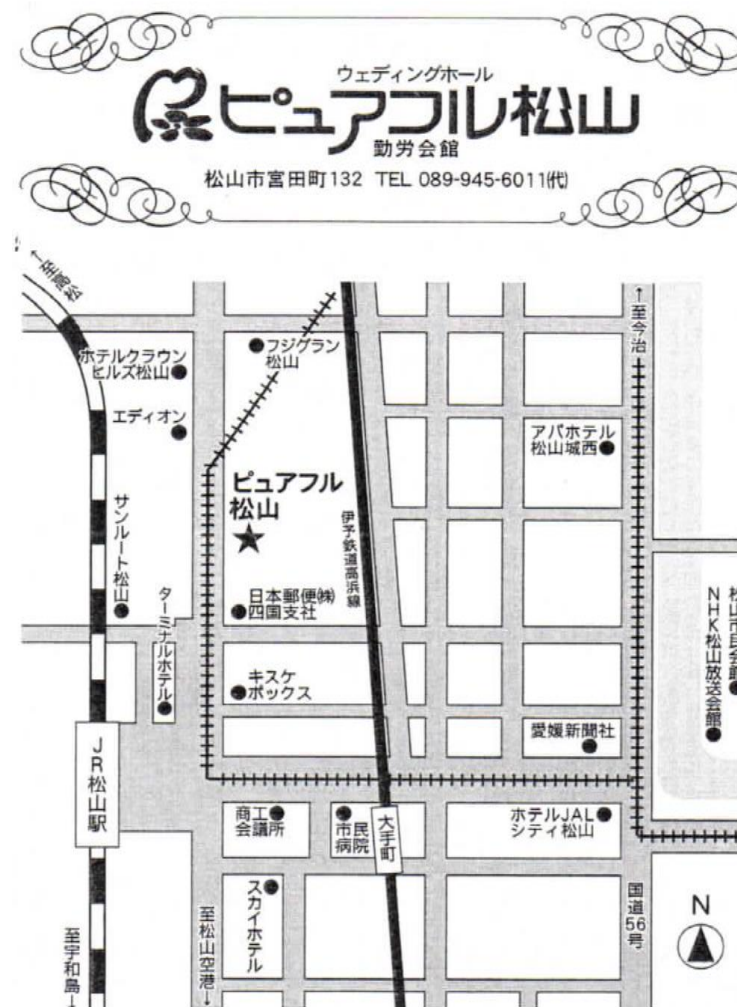 ウェディングホール
ピュアフル松山
勤労会館
松山市宮田町132 TEL 089-945-6011㈹
↑至高松
↑至今治
ホテルクラウン
ヒルズ松山
フジグラン
松山
エディオン
アパホテル
松山城西
ピュアフル
松山
サンルート松山
伊予鉄道高浜線
日本郵便㈱
四国支社
ターミナルホテル
松山市民会館
NHK松山放送会館
キスケ
ボックス
愛媛新聞社
JR松山駅
商工
会議所
市民
病院
大手町
ホテルJAL
シティ松山
スカイホテル
国道56号
N
至松山空港↓
至宇和島↓